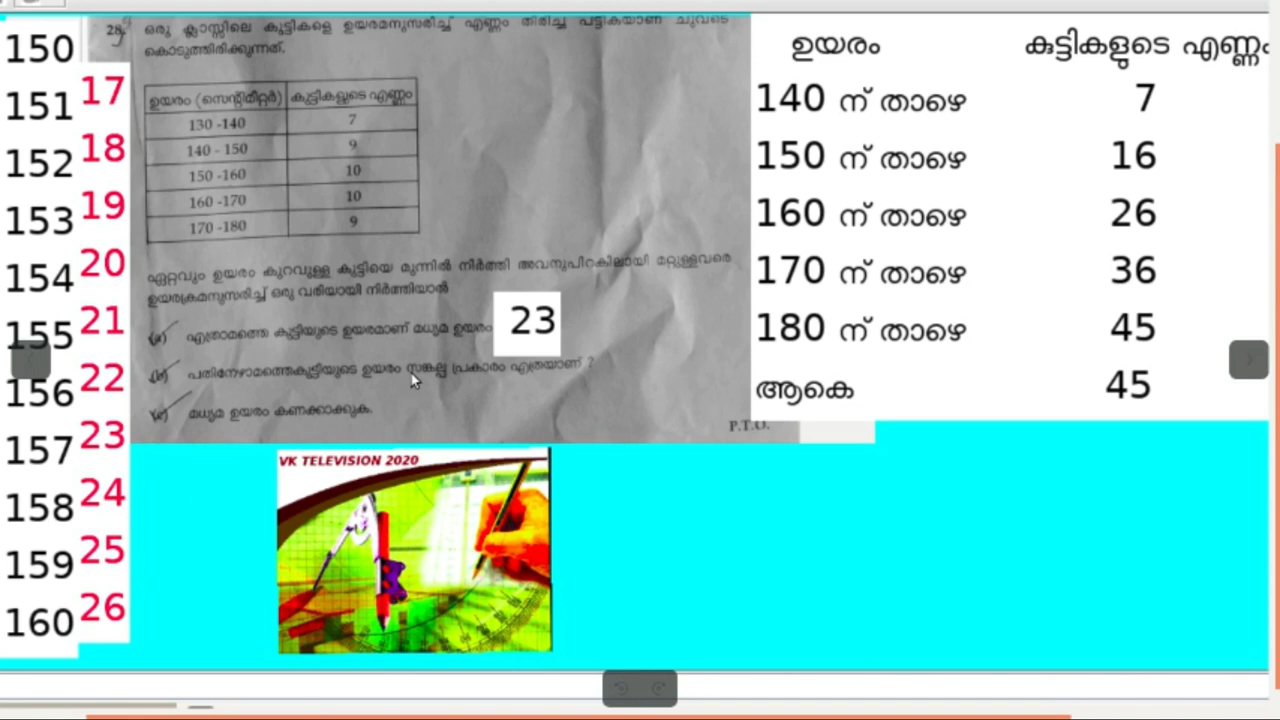 150
151
152
153
154
155
156
157
158
159
160
17
18
19
20
21
22
23
24
25
26
28.
ഒരു ക്ലാസ്സിലെ കുട്ടികളെ ഉയരമനുസരിച്ച് എണ്ണം തിരിച്ച പട്ടികയാണ് ചുവടെ
കൊടുത്തിരിക്കുന്നത്.
ഉയരം (സെന്റിമീറ്റർ) കുട്ടികളുടെ എണ്ണം
130 -140 7
140 - 150 9
150 -160 10
160 -170 10
170 -180 9
ഏറ്റവും ഉയരം കുറവുള്ള കുട്ടിയെ മുന്നിൽ നിർത്തി അവനുപിറകിലായി മറ്റുള്ളവരെ
ഉയരക്രമനുസരിച്ച് ഒരു വരിയായി നിർത്തിയാൽ
(a) എത്രാമത്തെ കുട്ടിയുടെ ഉയരമാണ് മധ്യമ ഉയരം 23
(b) പതിനേഴാമത്തെകുട്ടിയുടെ ഉയരം സങ്കല്പ പ്രകാരം എത്രയാണ് ?
(c) മധ്യമ ഉയരം കണക്കാക്കുക.
P.T.O.
ഉയരം കുട്ടികളുടെ എണ്ണം
140 ന് താഴെ 7
150 ന് താഴെ 16
160 ന് താഴെ 26
170 ന് താഴെ 36
180 ന് താഴെ 45
ആകെ 45
VK TELEVISION 2020